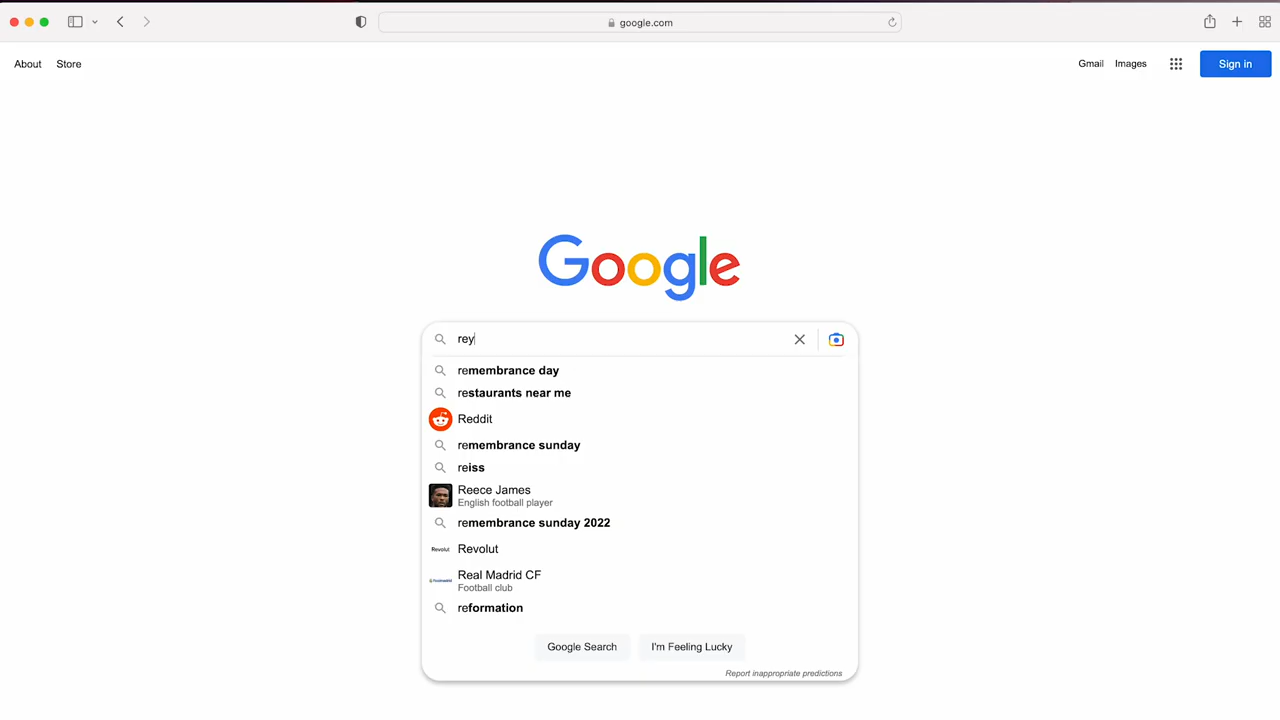 google.com
About Store
Gmail Images Sign in
Google
rey
remembrance day
restaurants near me
Reddit
remembrance sunday
reiss
Reece James
English football player
remembrance sunday 2022
Revolut Revolut
Real Madrid CF
Football club
reformation
Google Search I'm Feeling Lucky
Report inappropriate predictions